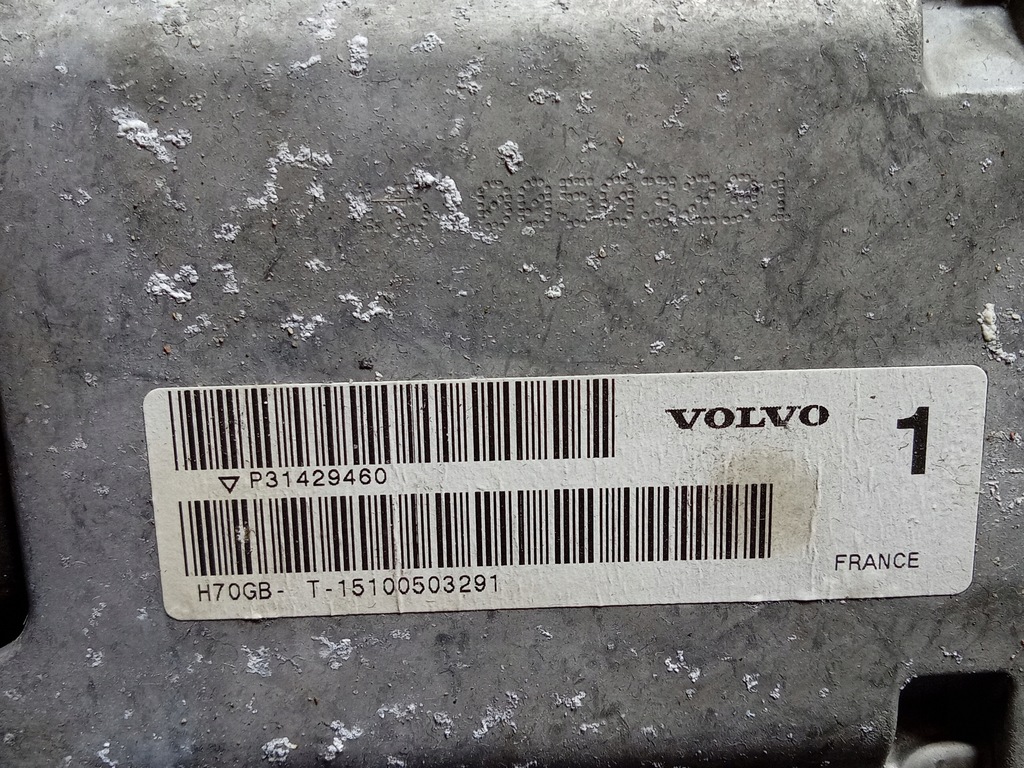 VOLVO
1
▽ P31429460
H70GB- T-15100503291
FRANCE